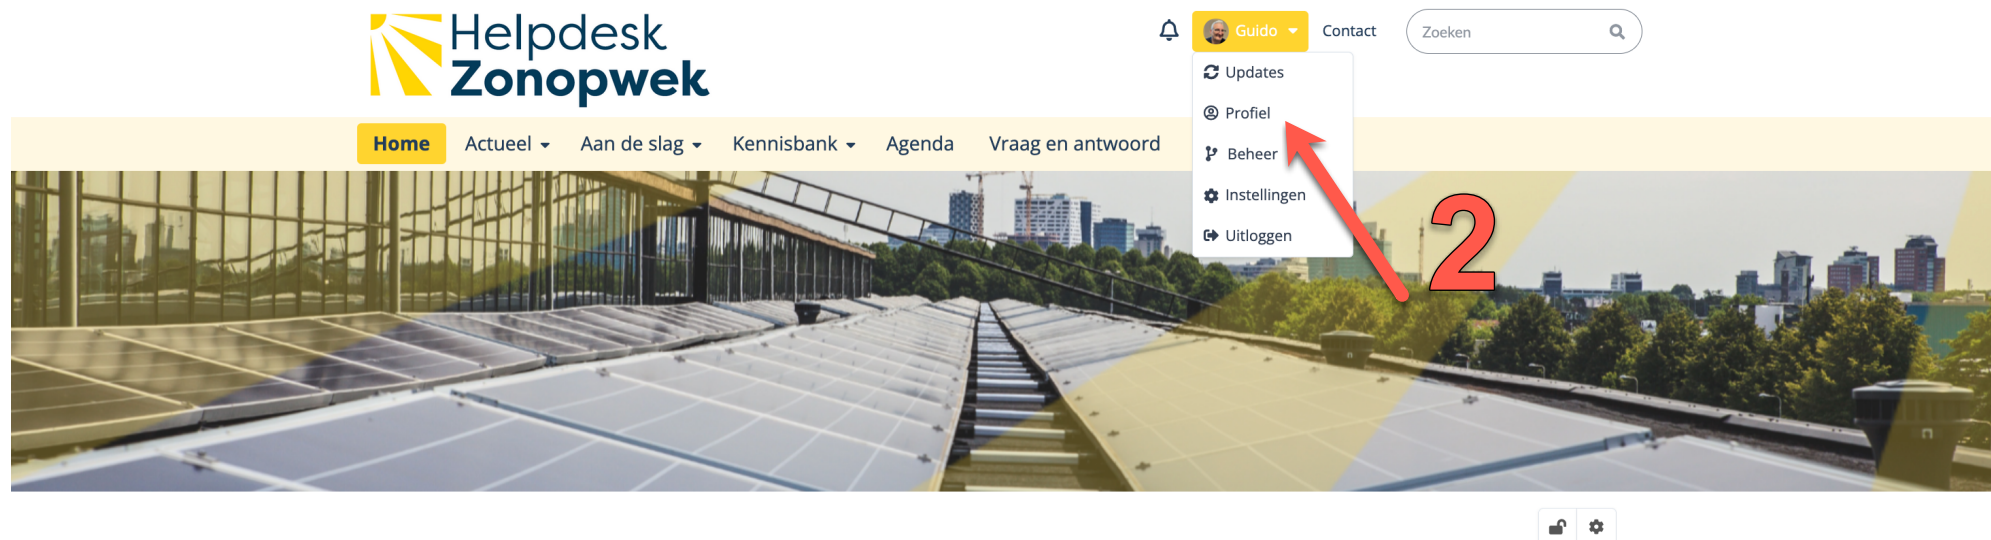 Helpdesk
Zonopwek
Guido
Contact
Zoeken
Updates
Profiel
Beheer
Instellingen
Uitloggen
Home
Actueel
Aan de slag
Kennisbank
Agenda
Vraag en antwoord
2